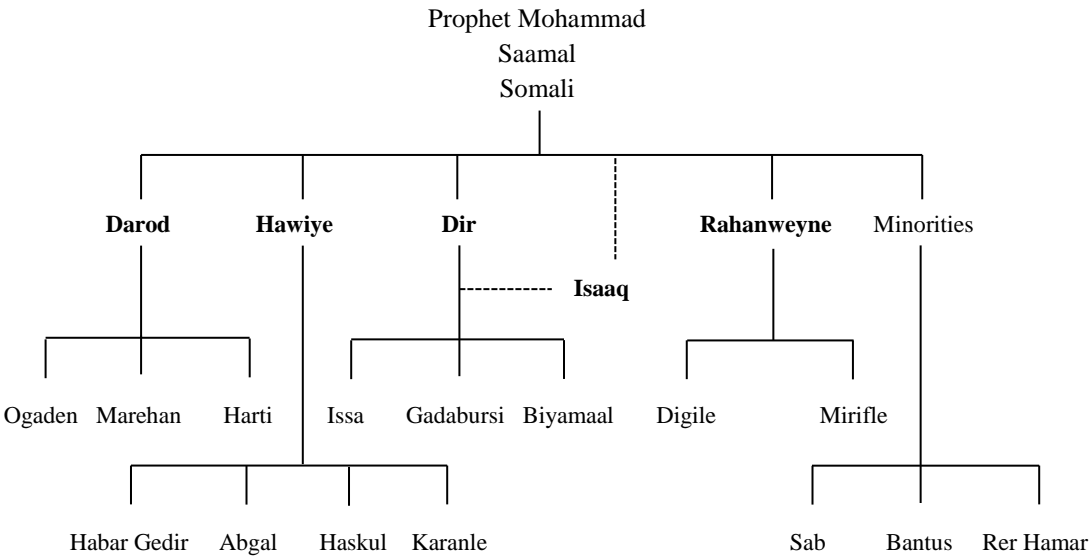 Prophet Mohammad
Saamal
Somali
Darod Hawiye Dir Rahanweyne Minorities
Isaaq
Ogaden Marehan Harti Issa Gadabursi Biyamaal Digile Mirifle
Habar Gedir Abgal Haskul Karanle Sab Bantus Rer Hamar